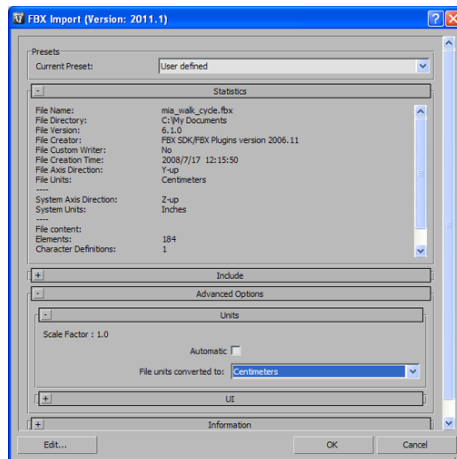 FBX Import (Version: 2011.1)
Presets
Current Preset: User defined
- Statistics
File Name: mia_walk_cycle.fbx
File Directory: C:\My Documents
File Version: 6.1.0
File Creator: FBX SDK/FBX Plugins version 2006.11
File Custom Writer: No
File Creation Time: 2008/7/17 12:15:50
File Axis Direction: Y-up
File Units: Centimeters
----
System Axis Direction: Z-up
System Units: Inches
----
File content:
Elements: 184
Character Definitions: 1
+ Include
- Advanced Options
- Units
Scale Factor : 1.0
Automatic
File units converted to: Centimeters
+ UI
+ Information
Edit... OK Cancel